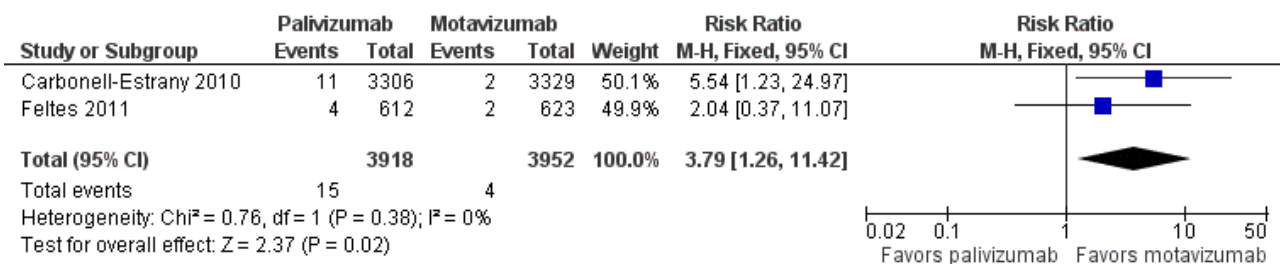 Palivizumab Motavizumab Risk Ratio Risk Ratio
Study or Subgroup Events Total Events Total Weight M-H, Fixed, 95% CI M-H, Fixed, 95% CI
Carbonell-Estrany 2010 11 3306 2 3329 50.1% 5.54 [1.23, 24.97]
Feltes 2011 4 612 2 623 49.9% 2.04 [0.37, 11.07]
Total (95% CI) 3918 3952 100.0% 3.79 [1.26, 11.42]
Total events 15 4
Heterogeneity: Chi² = 0.76, df = 1 (P = 0.38); I² = 0%
Test for overall effect: Z = 2.37 (P = 0.02)
0.02 0.1 1 10 50
Favors palivizumab Favors motavizumab